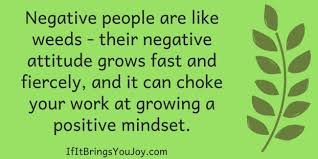 Negative people are like
weeds - their negative
attitude grows fast and
fiercely, and it can choke
your work at growing a
positive mindset.
IfItBringsYouJoy.com